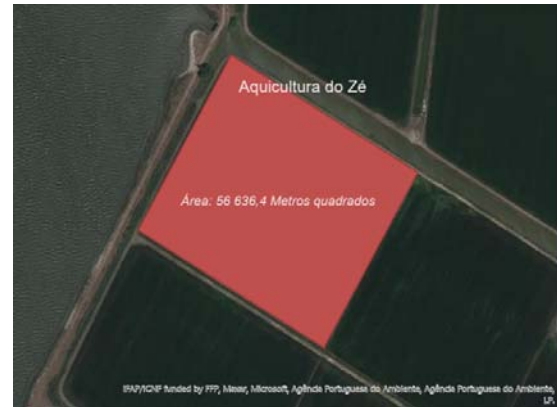 Aquicultura do Zé
Área: 56 636,4 Metros quadrados
IFAP/IGNF funded by FFP, Maxar, Microsoft, Agência Portuguesa do Ambiente, Agência Portuguesa do Ambiente,
I.P.